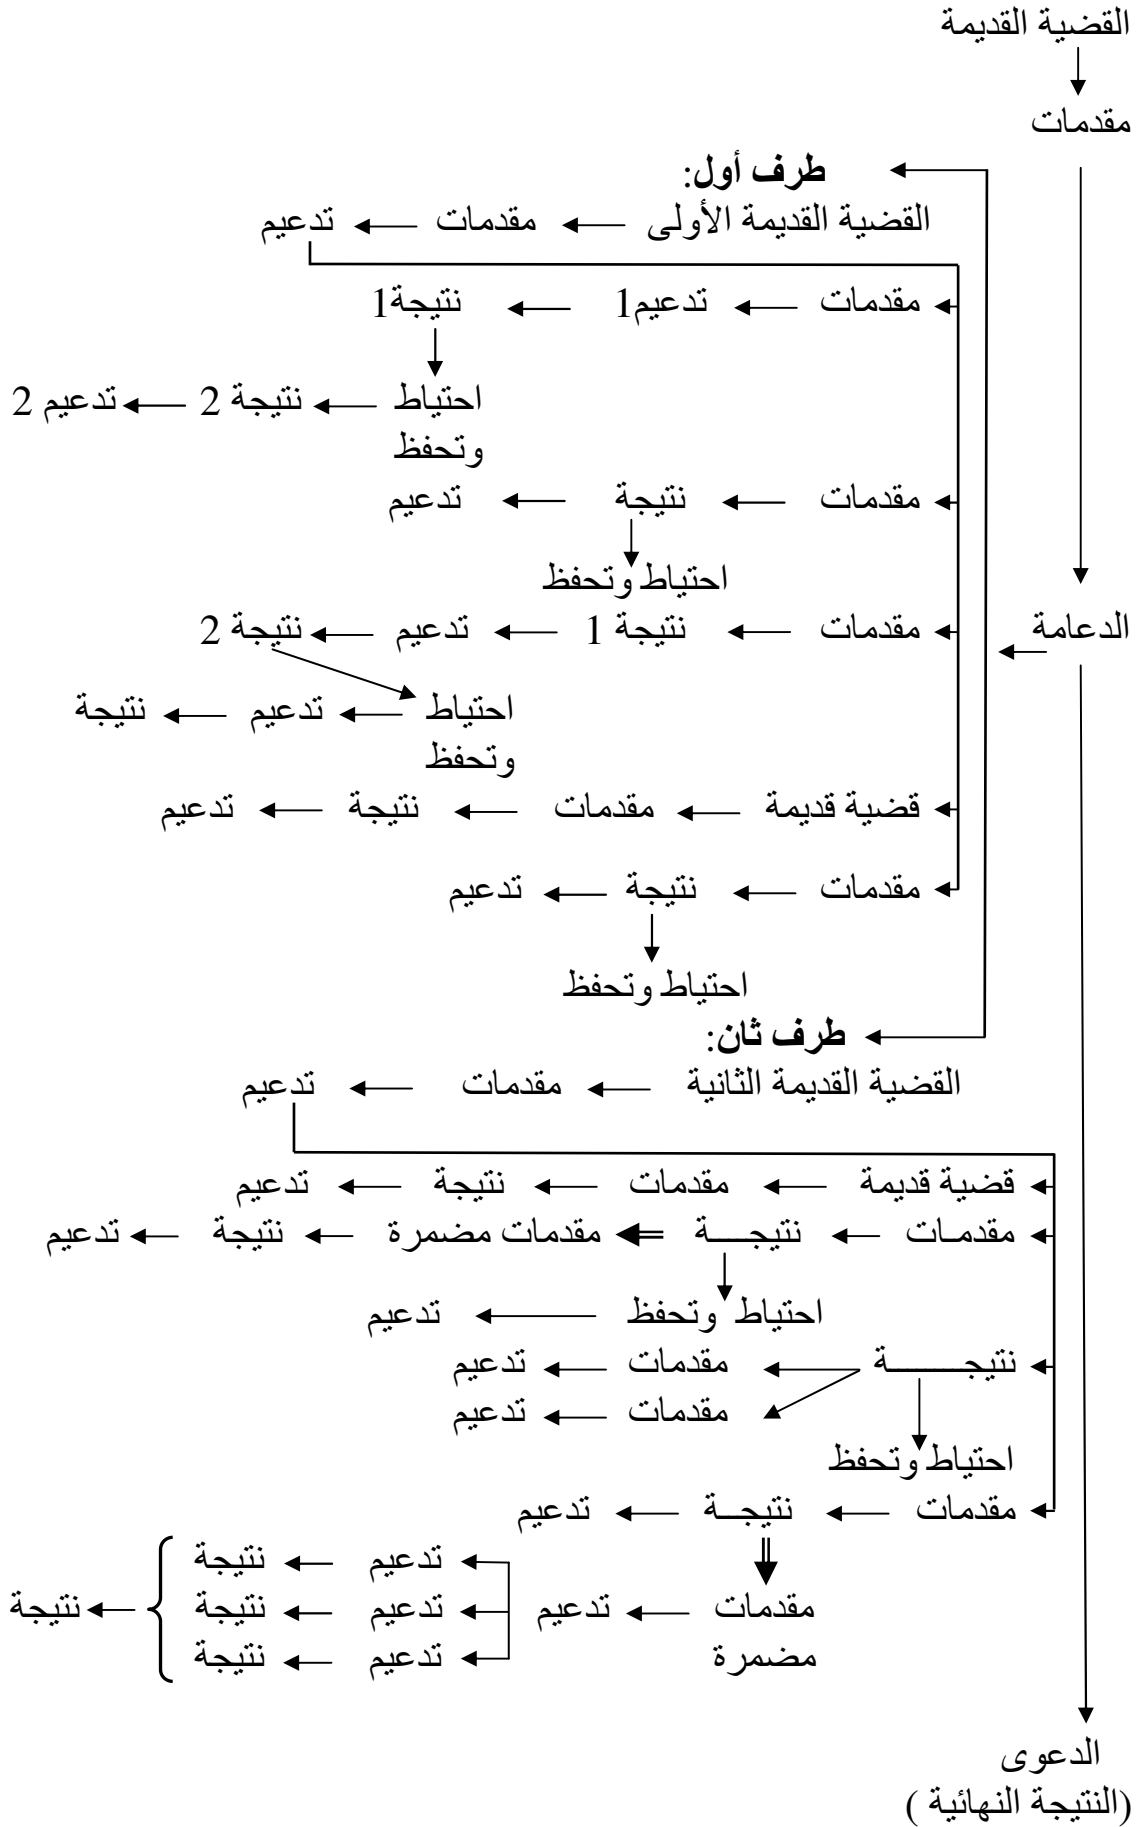 القضية القديمة
مقدمات
طرف أول:
القضية القديمة الأولى مقدمات تدعيم
مقدمات تدعيم1 نتيجة1
احتياط نتيجة 2 تدعيم 2
وتحفظ
مقدمات نتيجة تدعيم
احتياط وتحفظ
الدعامة مقدمات نتيجة 1 تدعيم نتيجة 2
احتياط تدعيم نتيجة
وتحفظ
قضية قديمة مقدمات نتيجة تدعيم
مقدمات نتيجة تدعيم
احتياط وتحفظ
طرف ثان:
القضية القديمة الثانية مقدمات تدعيم
قضية قديمة مقدمات نتيجة تدعيم
مقدمـات نتيجــــة مقدمات مضمرة نتيجة تدعيم
احتياط وتحفظ تدعيم
نتيجـــــــــة مقدمات تدعيم
مقدمات تدعيم
احتياط وتحفظ
مقدمات نتيجــة تدعيم
تدعيم نتيجة
مقدمات تدعيم تدعيم نتيجة نتيجة
مضمرة تدعيم نتيجة
الدعوى
(النتيجة النهائية )